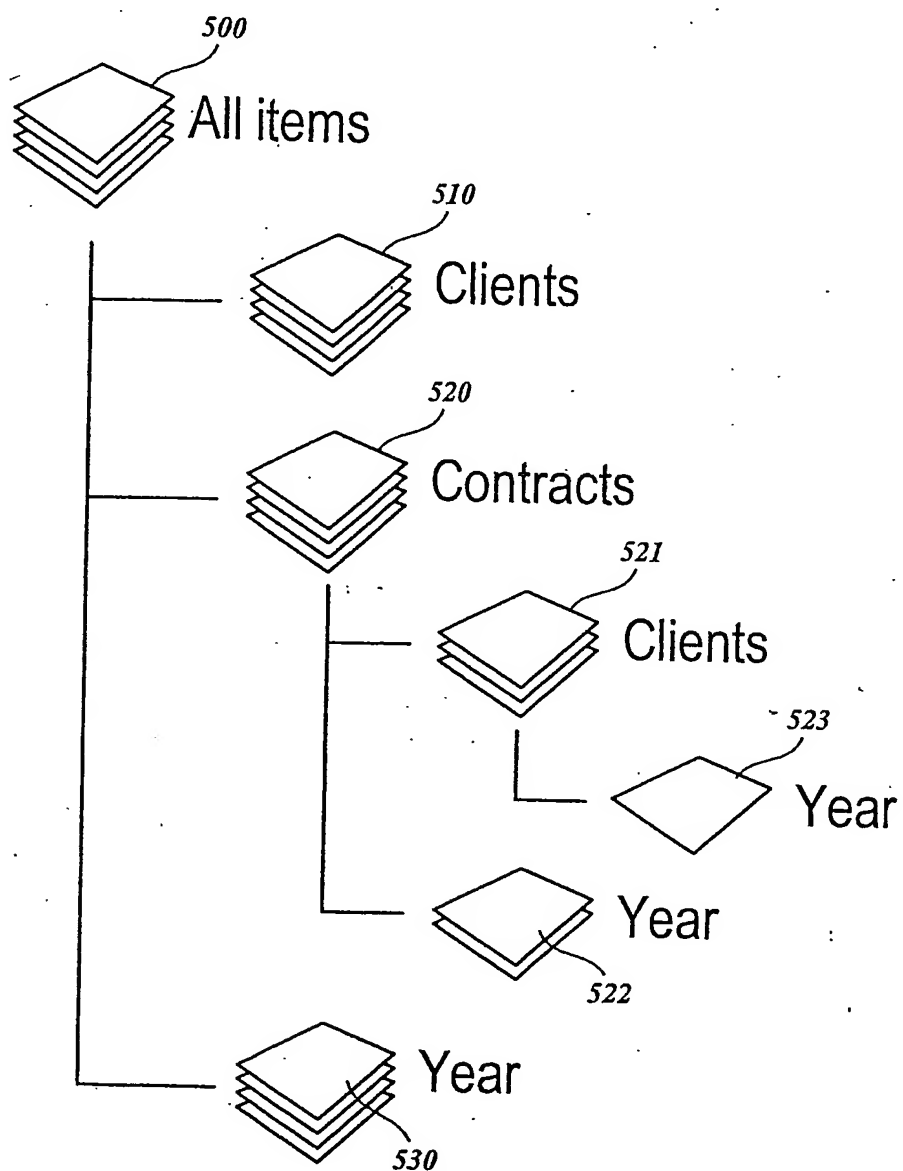 500
All items
510
Clients
520
Contracts
521
Clients
523
Year
Year
522
Year
530